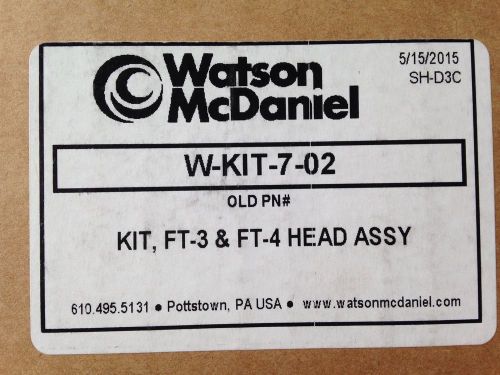 Watson
McDaniel
5/15/2015
SH-D3C
W-KIT-7-02
OLD PN#
KIT, FT-3 & FT-4 HEAD ASSY
610.495.5131 ● Pottstown, PA USA ● www.watsonmcdaniel.com